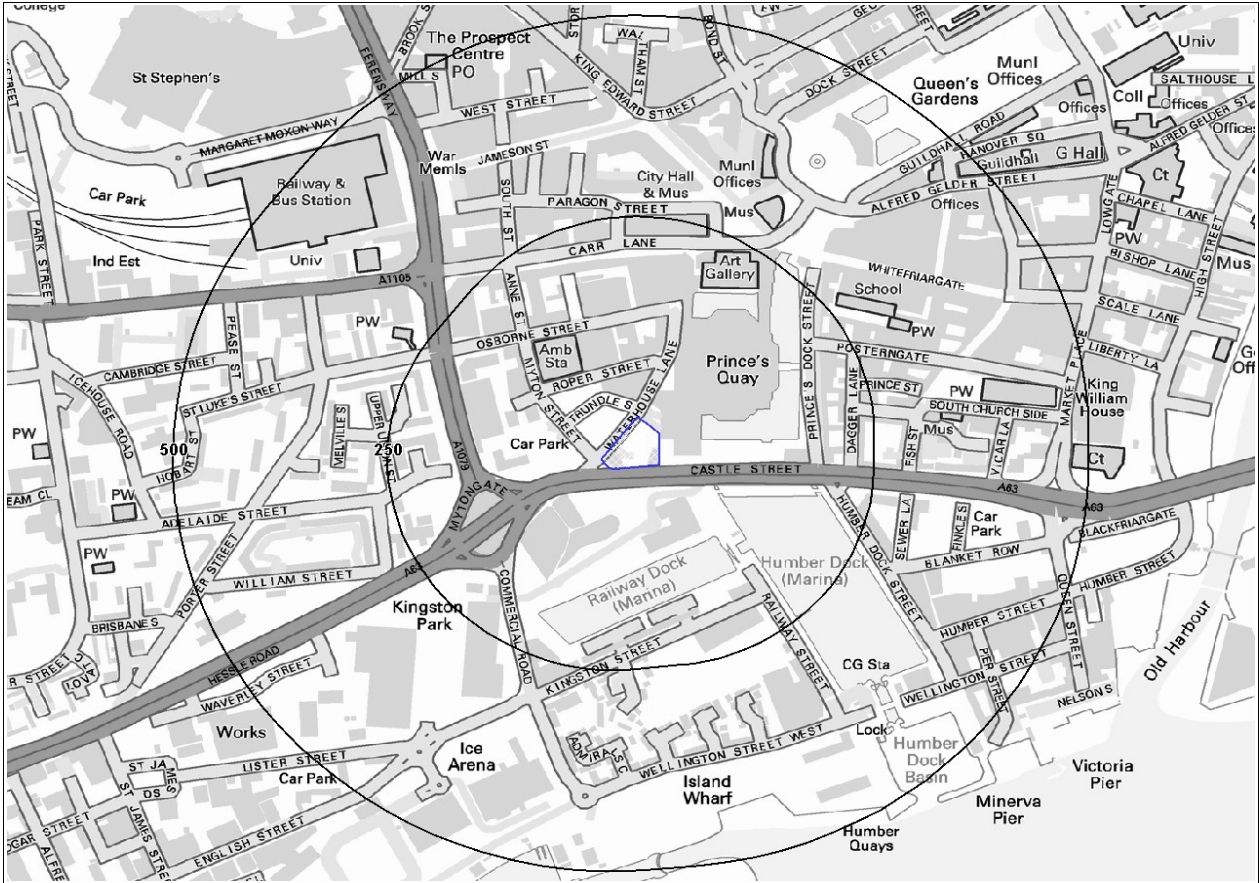 College
BROOK S
The Prospect
Centre
PO
MILL S
STOR
WALTHAM ST
BOND ST
GEO
STREET
FERENSWAY
St Stephen's
KING EDWARD STREET
DOCK STREET
Queen's
Gardens
Munl
Offices
Univ
SALTHOUSE L
Coll
Offices
Offices
WEST STREET
MARGARET MOXON WAY
War
Memls
JAMESON ST
GUILDHALL ROAD
HANOVER SQ
Guildhall
G Hall
ALFRED GELDER ST
Offices
Railway &
Bus Station
Car Park
SOUTH ST
City Hall
& Mus
Munl
Offices
Mus
ALFRED GELDER STREET
Offices
Ct
PARAGON STREET
LOWGATE
CHAPEL LANE
PW
PARK STREET
Ind Est
Univ
CARR LANE
Art
Gallery
WHITEFRIARGATE
School
BISHOP LANE
HIGH STREET
Mus
A1105
ANNE ST
PRINCE'S DOCK STREET
SCALE LANE
PEASE ST
PW
OSBORNE STREET
Amb
Sta
Prince's
Quay
PW
POSTERNGATE
MARKET PLACE
LIBERTY LA
CAMBRIDGE STREET
ICEHOUSE ROAD
MYTON STREET
ROPER STREET
WATERHOUSE LANE
DAGGER LANE
PRINCE ST
PW
King
William
House
ST LUKE'S STREET
TRUNDLE S
SOUTH CHURCH SIDE
Mus
MELVILLE S
UPPER UNION ST
PW
Car Park
FISH ST
VICAR LA
Ct
500
250
HOBART ST
A1079
CASTLE STREET
A63
A63
PW
MYTONGATE
ADELAIDE STREET
HUMBER DOCK STREET
SEWER LA
FINKLE S
Car
Park
BLACKFRIARGATE
PW
PORTER STREET
A63
BLANKET ROW
WILLIAM STREET
Humber Dock
(Marina)
Railway Dock
(Marina)
COMMERCIAL ROAD
Kingston
Park
RAILWAY STREET
QUEEN STREET
HUMBER STREET
HUMBER STREET
BRISBANE S
KINGSTON STREET
CG Sta
PIER STREET
WELLINGTON STREET
Old Harbour
HESSLE ROAD
WAVERLEY STREET
NELSON S
Works
Lock
Ice
Arena
ADMIRALS C
WELLINGTON STREET WEST
Humber
Dock
Basin
LISTER STREET
Car Park
ST JAMES
Island
Wharf
Victoria
Pier
Minerva
Pier
ST JAMES STREET
ENGLISH STREET
Humber
Quays